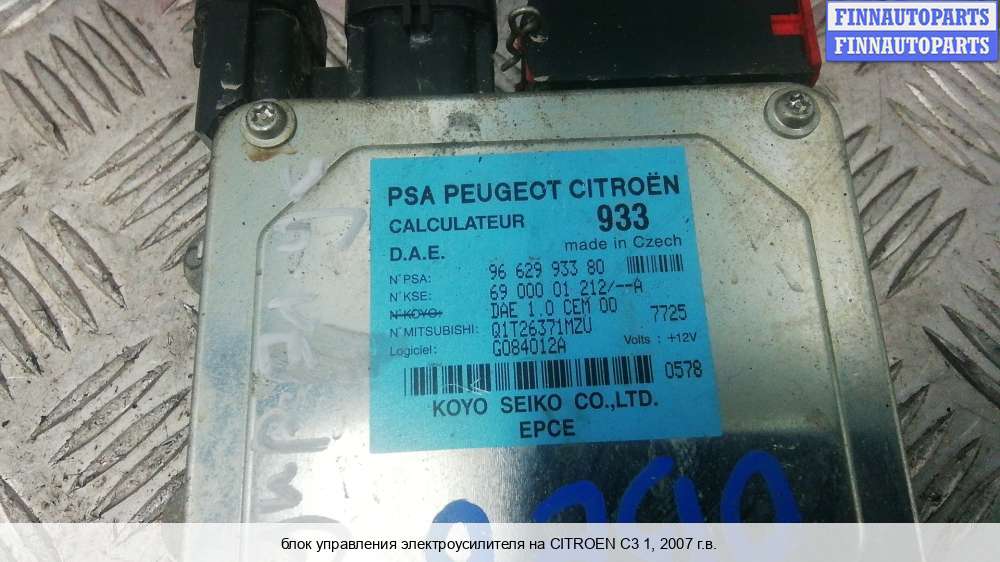 FINNAUTOPARTS
FINNAUTOPARTS
PSA PEUGEOT CITROËN
CALCULATEUR 933
D.A.E. made in Czech
N°PSA: 96 629 933 80
N°KSE: 69 000 01 212/--A
N°KOYO: DAE 1.0 CEM 00 7725
N°MITSUBISHI: Q1T26371MZU Volts : +12V
Logiciel: G084012A
0578
KOYO SEIKO CO.,LTD.
EPCE
блок управления электроусилителя на CITROEN C3 1, 2007 г.в.